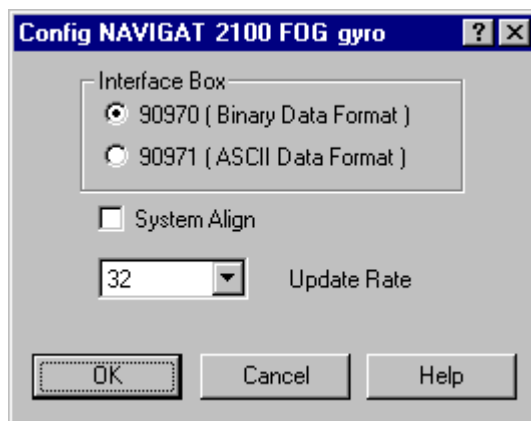 Config NAVIGAT 2100 FOG gyro
Interface Box
90970 ( Binary Data Format )
90971 ( ASCII Data Format )
System Align
32 Update Rate
OK Cancel Help